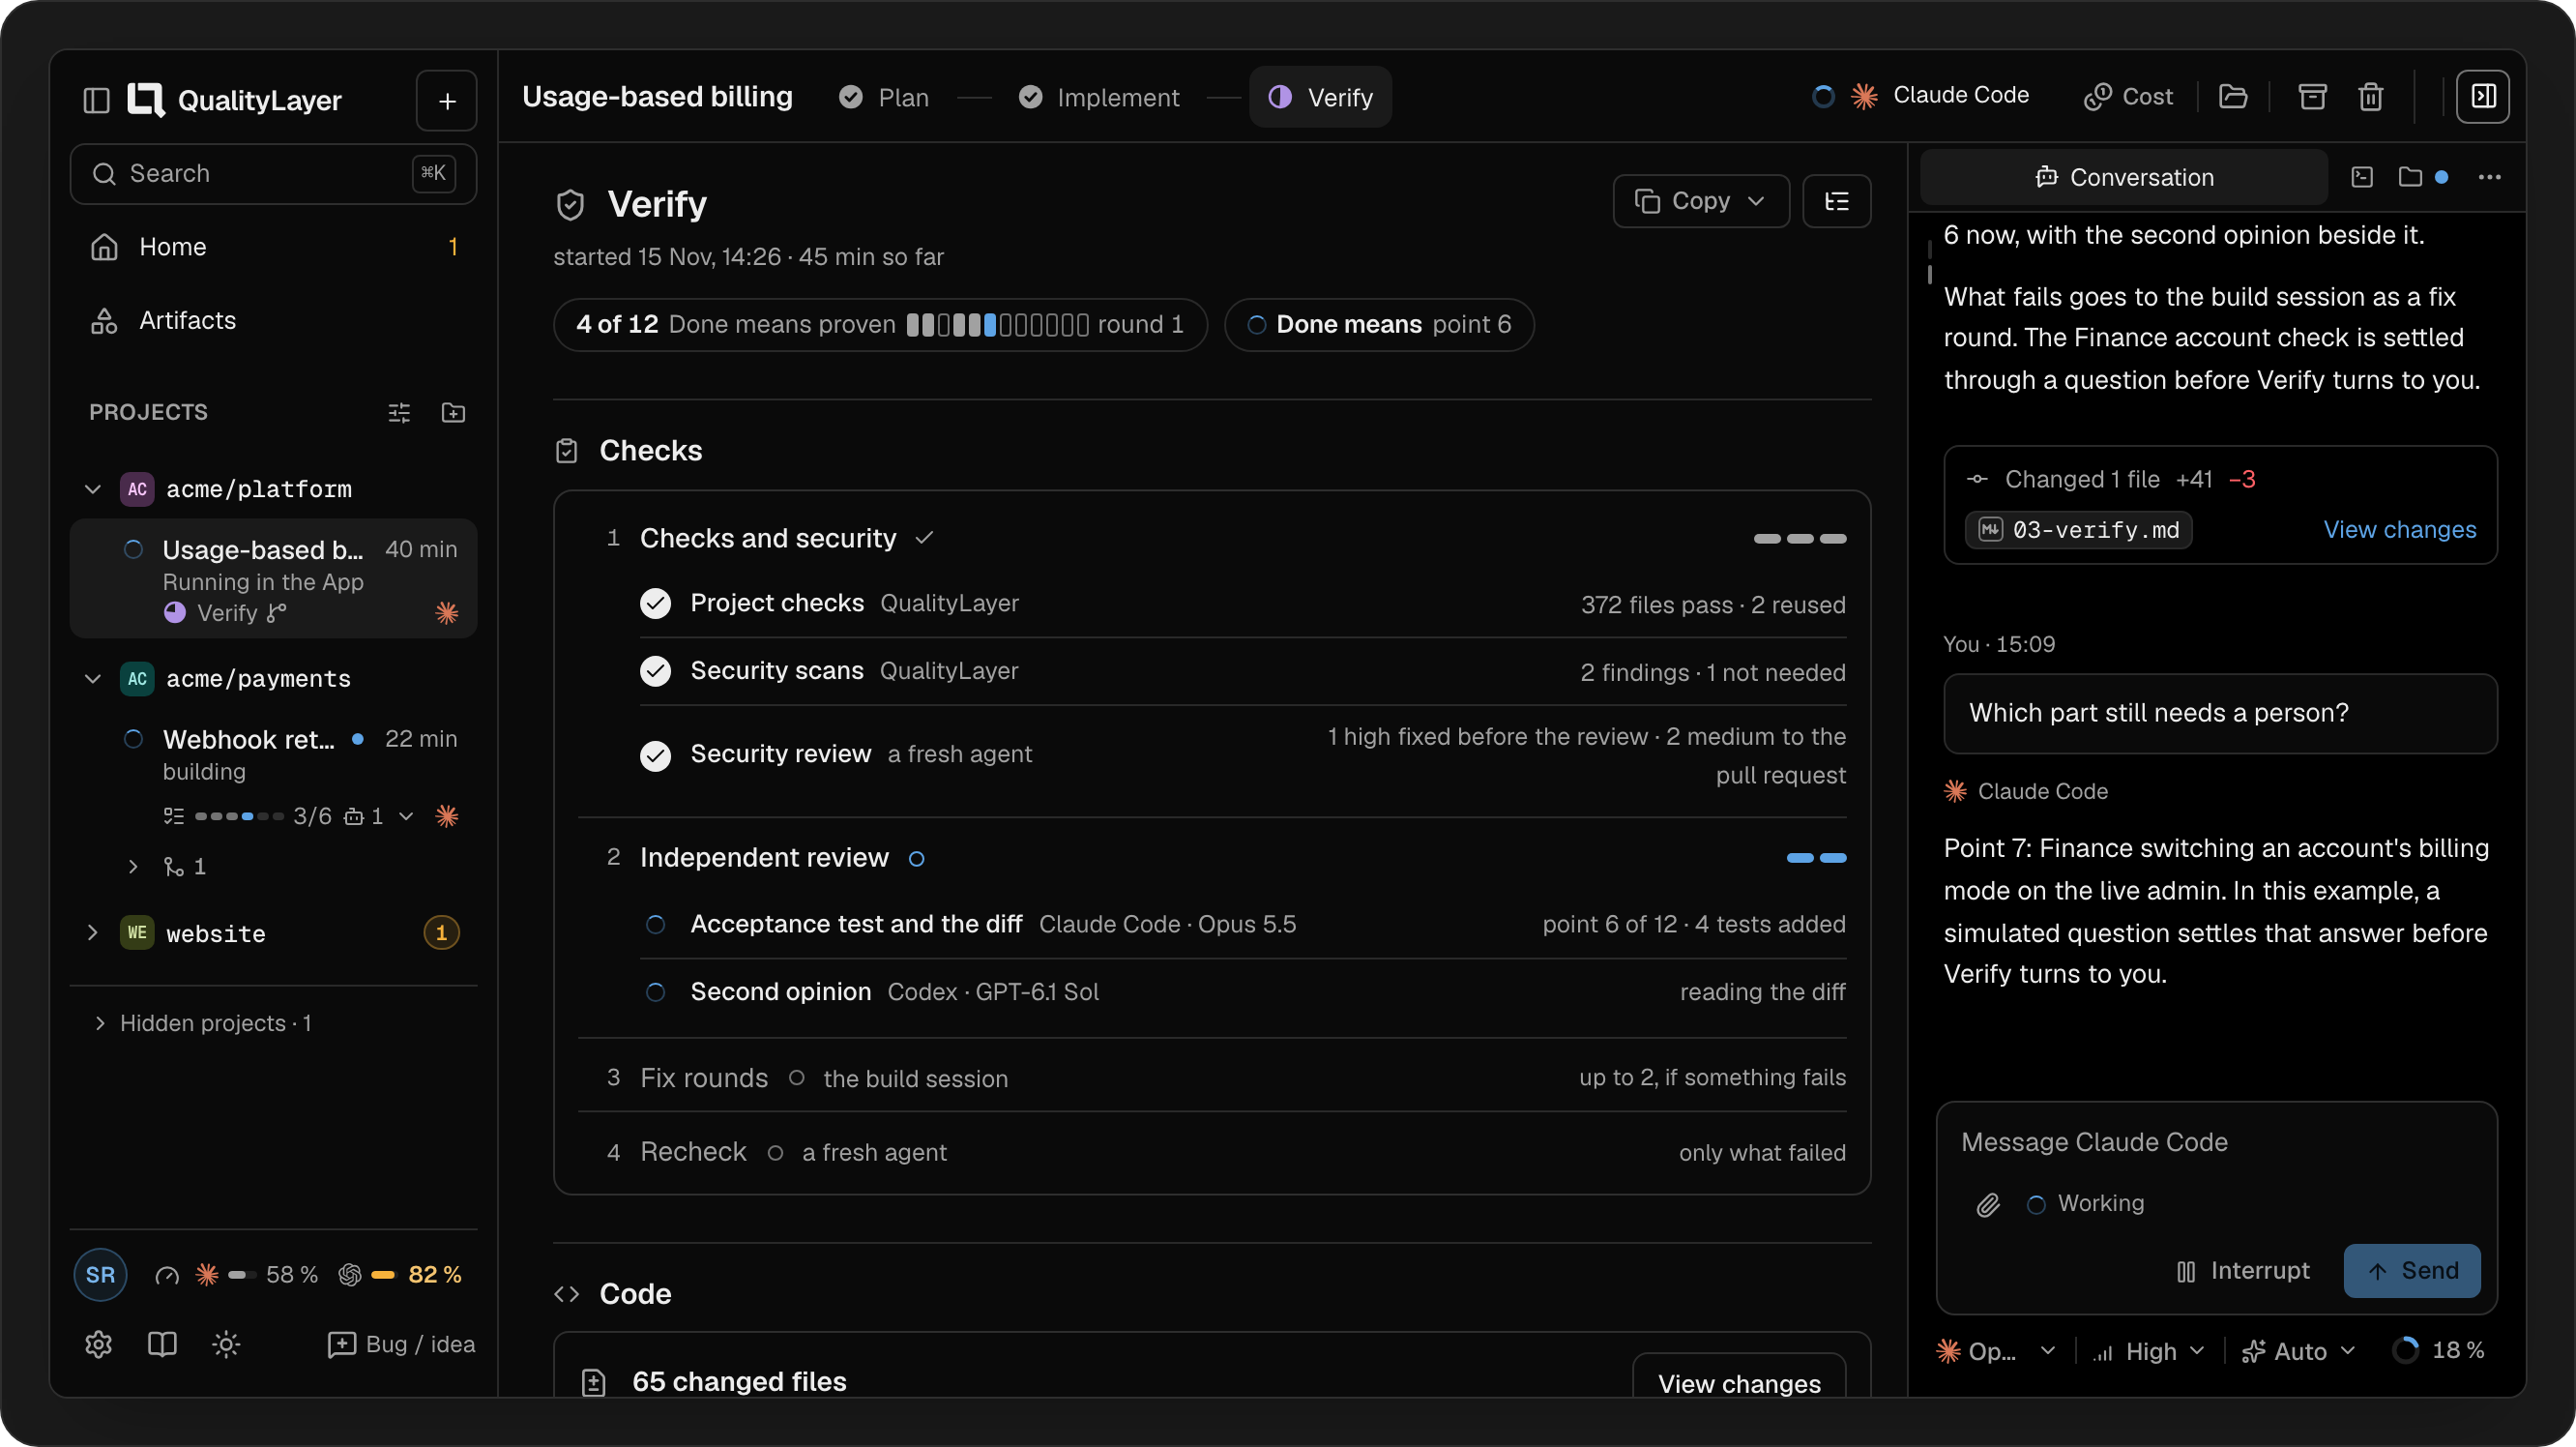 QualityLayer
Search ⌘K
Home 1
Artifacts
PROJECTS
AC acme/platform
Usage-based b... 40 min
Running in the App
Verify
AC acme/payments
Webhook ret... 22 min
building
3/6 1
1
WE website 1
Hidden projects · 1
SR 58 % 82 %
Bug / idea
Usage-based billing Plan Implement Verify
Claude Code Cost
Verify
Copy
started 15 Nov, 14:26 · 45 min so far
4 of 12 Done means proven round 1
Done means point 6
Checks
1 Checks and security
Project checks QualityLayer 372 files pass · 2 reused
Security scans QualityLayer 2 findings · 1 not needed
Security review a fresh agent 1 high fixed before the review · 2 medium to the
pull request
2 Independent review
Acceptance test and the diff Claude Code · Opus 5.5 point 6 of 12 · 4 tests added
Second opinion Codex · GPT-6.1 Sol reading the diff
3 Fix rounds the build session up to 2, if something fails
4 Recheck a fresh agent only what failed
Code
65 changed files View changes
Conversation
6 now, with the second opinion beside it.
What fails goes to the build session as a fix
round. The Finance account check is settled
through a question before Verify turns to you.
Changed 1 file +41 −3
03-verify.md View changes
You · 15:09
Which part still needs a person?
Claude Code
Point 7: Finance switching an account's billing
mode on the live admin. In this example, a
simulated question settles that answer before
Verify turns to you.
Message Claude Code
Working
Interrupt Send
Op... High Auto 18 %